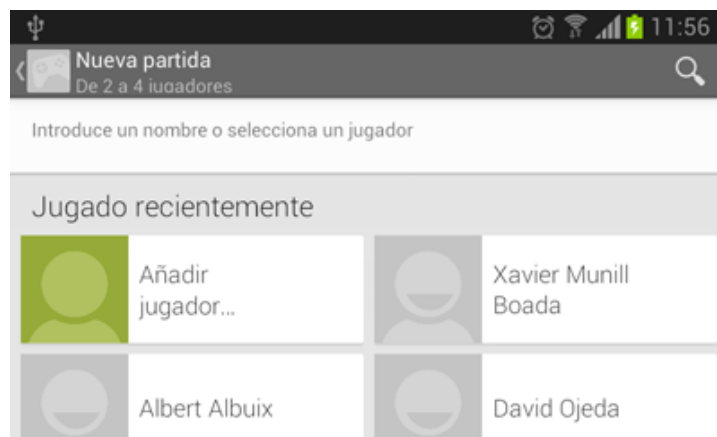 11:56
Nueva partida
De 2 a 4 jugadores
Introduce un nombre o selecciona un jugador
Jugado recientemente
Añadir
jugador...
Xavier Munill
Boada
Albert Albuix
David Ojeda